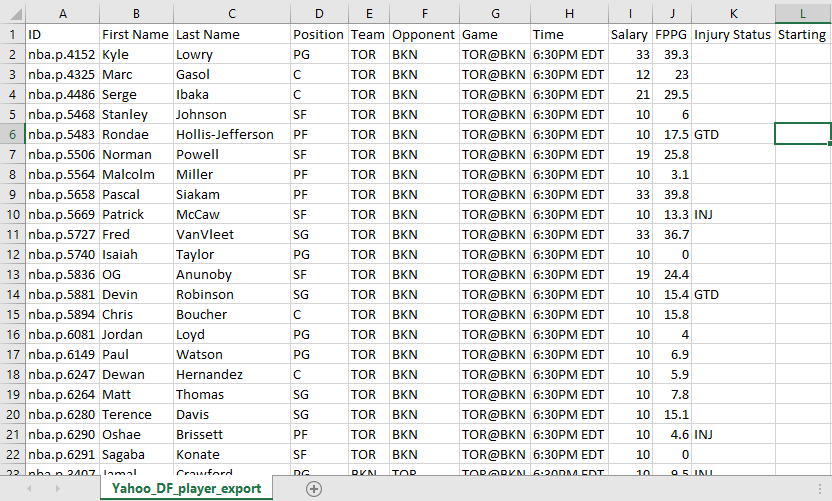 A B C D E F G H I J K L
1 ID First Name Last Name Position Team Opponent Game Time Salary FPPG Injury Status Starting
2 nba.p.4152 Kyle Lowry PG TOR BKN TOR@BKN 6:30PM EDT 33 39.3
3 nba.p.4325 Marc Gasol C TOR BKN TOR@BKN 6:30PM EDT 12 23
4 nba.p.4486 Serge Ibaka C TOR BKN TOR@BKN 6:30PM EDT 21 29.5
5 nba.p.5468 Stanley Johnson SF TOR BKN TOR@BKN 6:30PM EDT 10 6
6 nba.p.5483 Rondae Hollis-Jefferson PF TOR BKN TOR@BKN 6:30PM EDT 10 17.5 GTD
7 nba.p.5506 Norman Powell SF TOR BKN TOR@BKN 6:30PM EDT 19 25.8
8 nba.p.5564 Malcolm Miller PF TOR BKN TOR@BKN 6:30PM EDT 10 3.1
9 nba.p.5658 Pascal Siakam PF TOR BKN TOR@BKN 6:30PM EDT 33 39.8
10 nba.p.5669 Patrick McCaw SF TOR BKN TOR@BKN 6:30PM EDT 10 13.3 INJ
11 nba.p.5727 Fred VanVleet SG TOR BKN TOR@BKN 6:30PM EDT 33 36.7
12 nba.p.5740 Isaiah Taylor PG TOR BKN TOR@BKN 6:30PM EDT 10 0
13 nba.p.5836 OG Anunoby SF TOR BKN TOR@BKN 6:30PM EDT 19 24.4
14 nba.p.5881 Devin Robinson SG TOR BKN TOR@BKN 6:30PM EDT 10 15.4 GTD
15 nba.p.5894 Chris Boucher C TOR BKN TOR@BKN 6:30PM EDT 10 15.8
16 nba.p.6081 Jordan Loyd PG TOR BKN TOR@BKN 6:30PM EDT 10 4
17 nba.p.6149 Paul Watson PG TOR BKN TOR@BKN 6:30PM EDT 10 6.9
18 nba.p.6247 Dewan Hernandez C TOR BKN TOR@BKN 6:30PM EDT 10 5.9
19 nba.p.6264 Matt Thomas SG TOR BKN TOR@BKN 6:30PM EDT 10 7.8
20 nba.p.6280 Terence Davis SG TOR BKN TOR@BKN 6:30PM EDT 10 15.1
21 nba.p.6290 Oshae Brissett PF TOR BKN TOR@BKN 6:30PM EDT 10 4.6 INJ
22 nba.p.6291 Sagaba Konate SF TOR BKN TOR@BKN 6:30PM EDT 10 0
23 nba.p.3407 Jamal Crawford PG BKN TOR TOR@BKN 6:30PM EDT 10 9.5 INJ
Yahoo_DF_player_export